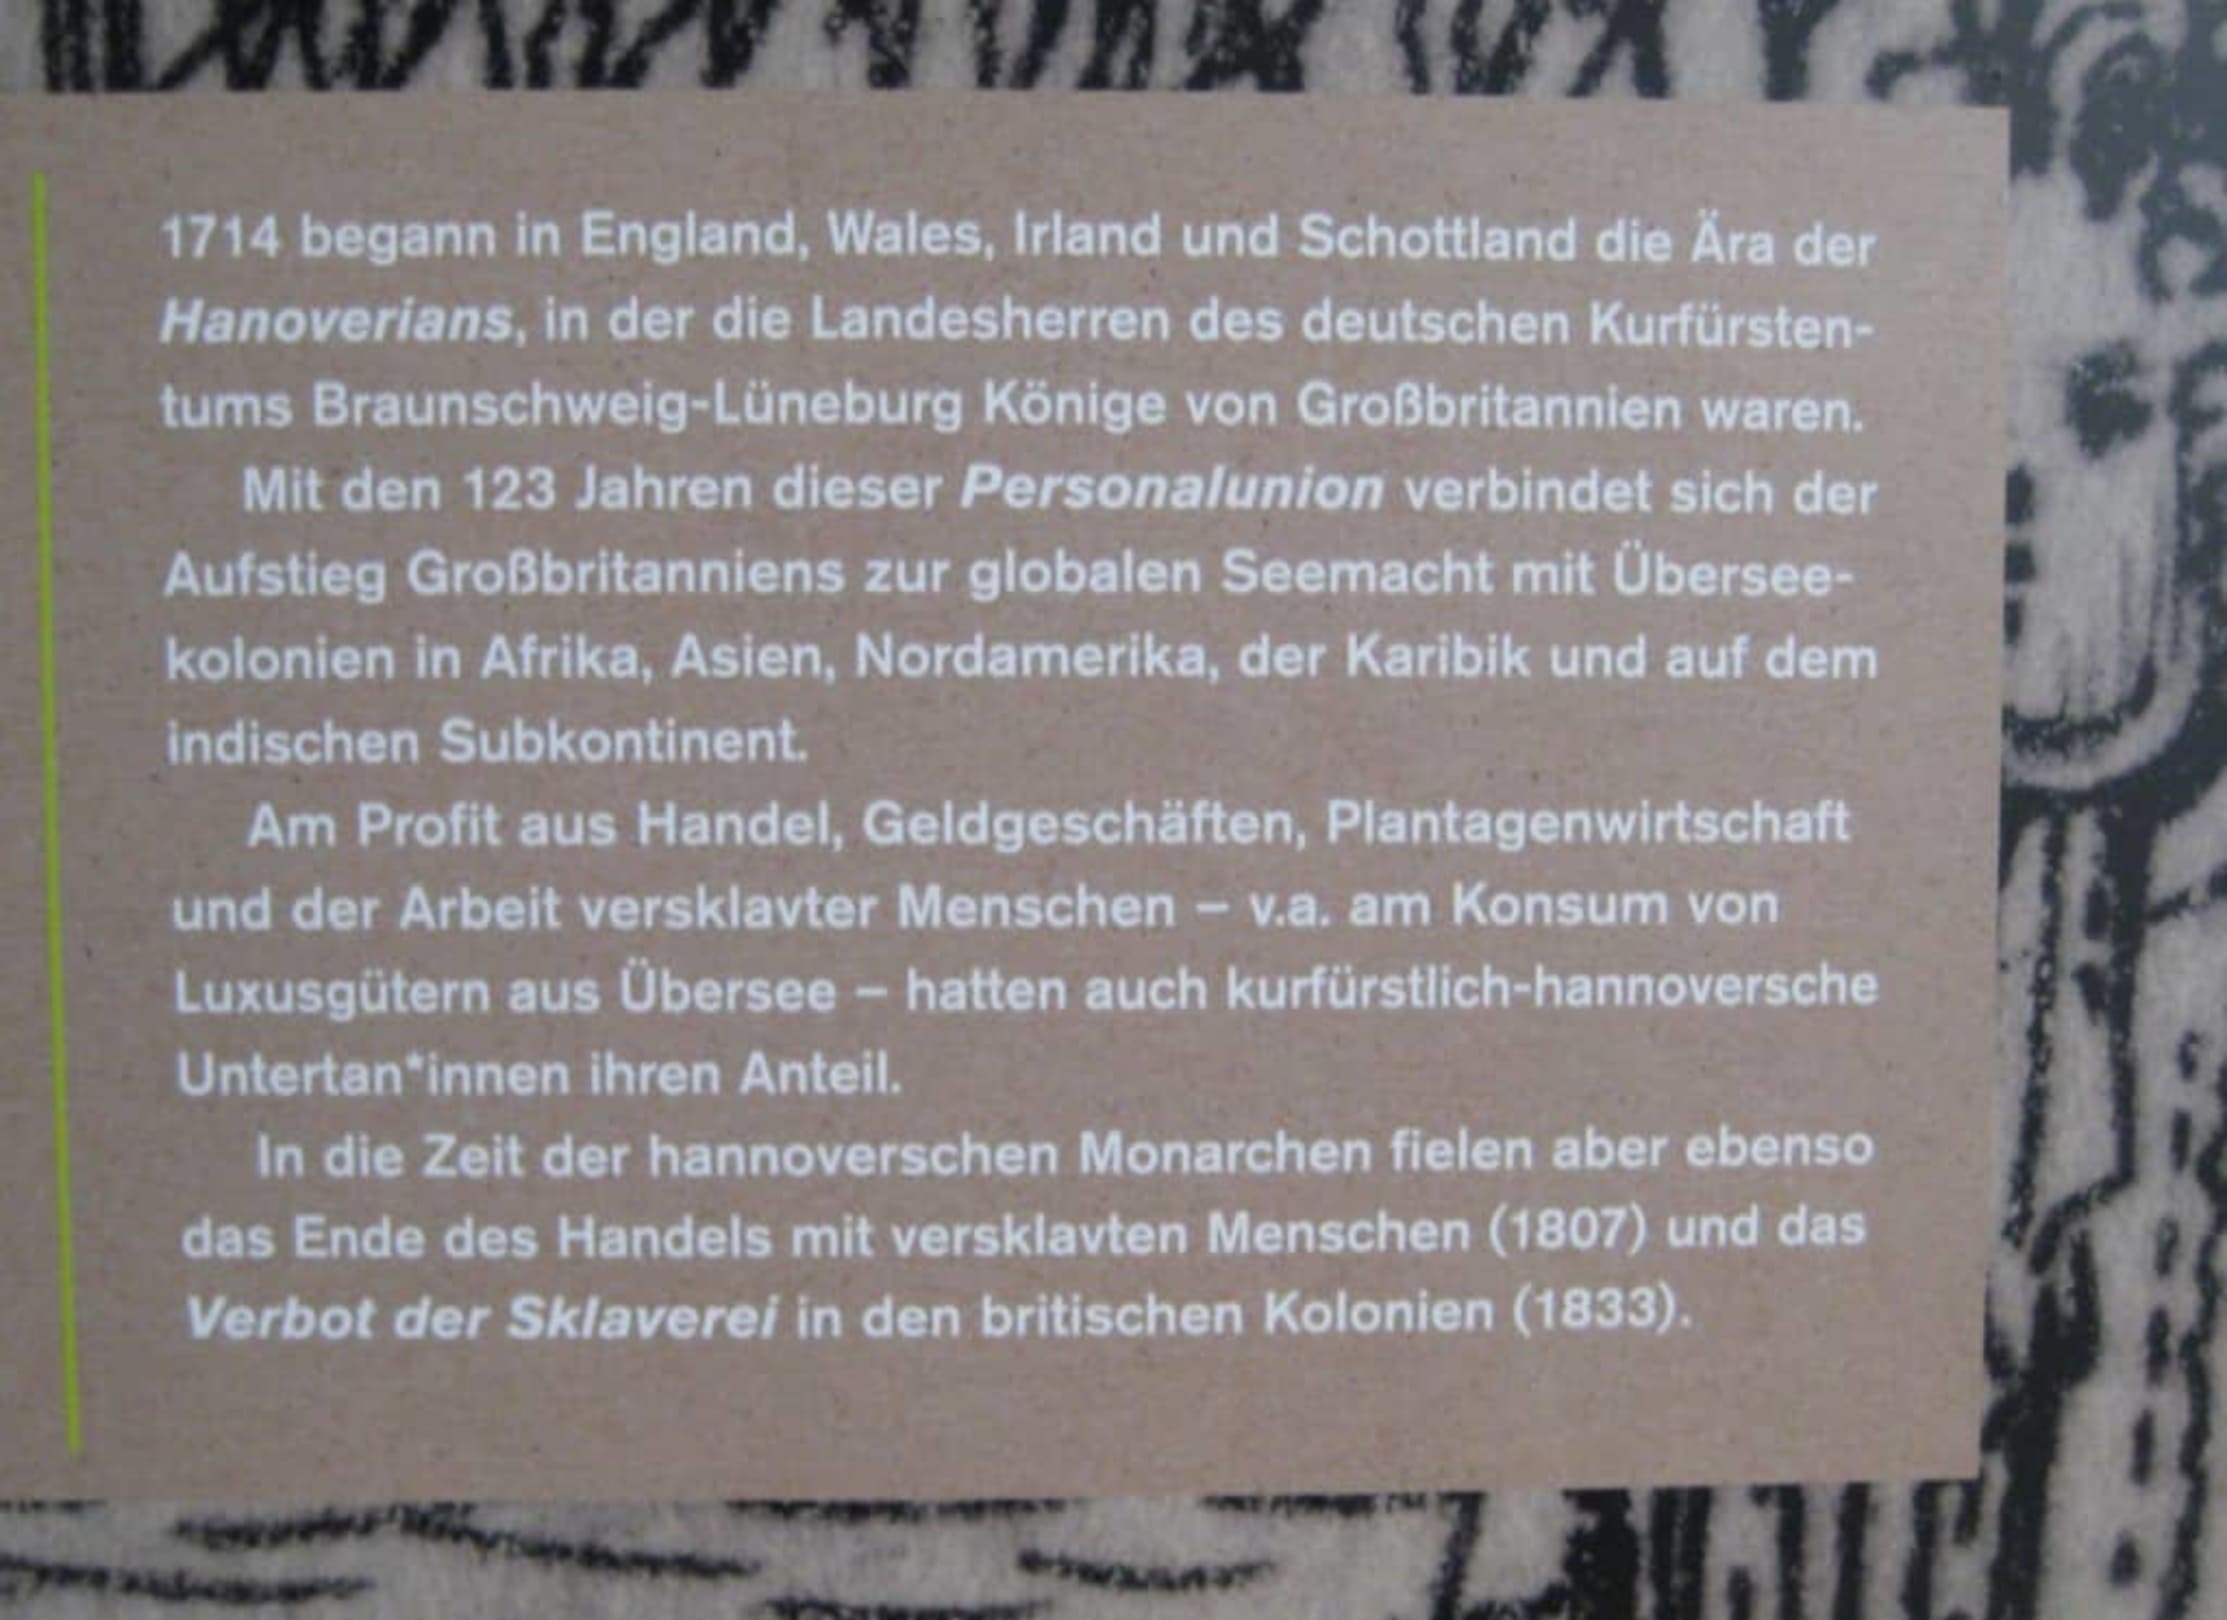 1714 begann in England, Wales, Irland und Schottland die Ära der
Hanoverians, in der die Landesherren des deutschen Kurfürsten-
tums Braunschweig-Lüneburg Könige von Großbritannien waren.
Mit den 123 Jahren dieser Personalunion verbindet sich der
Aufstieg Großbritanniens zur globalen Seemacht mit Übersee-
kolonien in Afrika, Asien, Nordamerika, der Karibik und auf dem
indischen Subkontinent.
Am Profit aus Handel, Geldgeschäften, Plantagenwirtschaft
und der Arbeit versklavter Menschen – v.a. am Konsum von
Luxusgütern aus Übersee – hatten auch kurfürstlich-hannoversche
Untertan*innen ihren Anteil.
In die Zeit der hannoverschen Monarchen fielen aber ebenso
das Ende des Handels mit versklavten Menschen (1807) und das
Verbot der Sklaverei in den britischen Kolonien (1833).